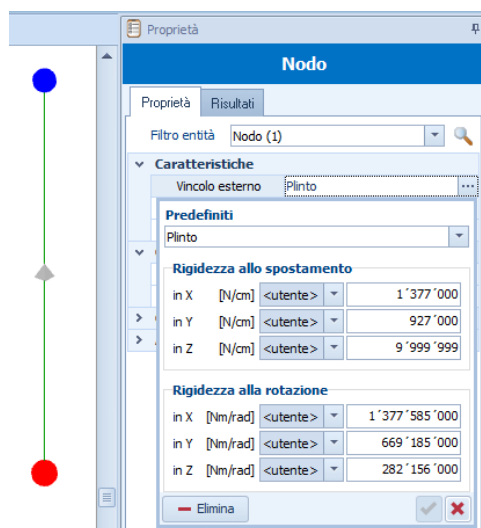 Proprietà
Nodo
Proprietà Risultati
Filtro entità Nodo (1)
Caratteristiche
Vincolo esterno Plinto ...
Predefiniti
Plinto
Rigidezza allo spostamento
in X [N/cm] <utente> 1´377´000
in Y [N/cm] <utente> 927´000
in Z [N/cm] <utente> 9´999´999
Rigidezza alla rotazione
in X [Nm/rad] <utente> 1´377´585´000
in Y [Nm/rad] <utente> 669´185´000
in Z [Nm/rad] <utente> 282´156´000
Elimina